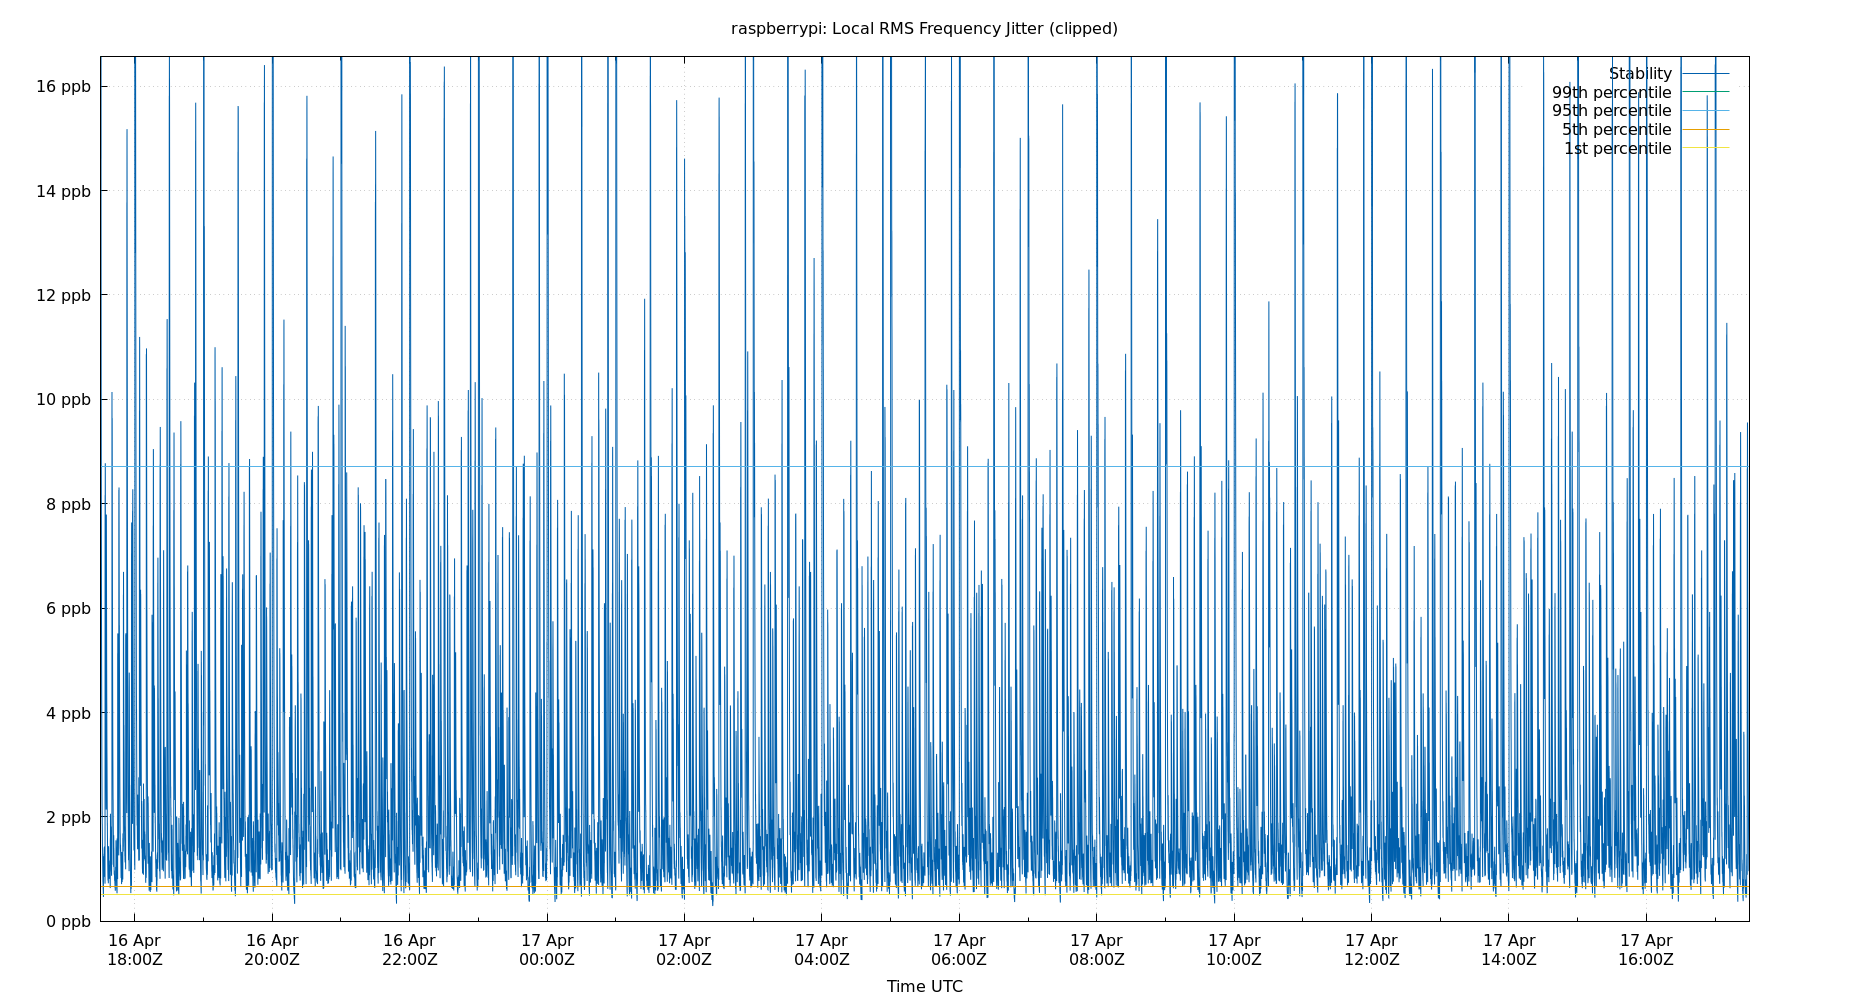 raspberrypi: Local RMS Frequency Jitter (clipped)
Stability
99th percentile
95th percentile
5th percentile
1st percentile
16 ppb
14 ppb
12 ppb
10 ppb
8 ppb
6 ppb
4 ppb
2 ppb
0 ppb
16 Apr 16 Apr 16 Apr 17 Apr 17 Apr 17 Apr 17 Apr 17 Apr 17 Apr 17 Apr 17 Apr 17 Apr
18:00Z 20:00Z 22:00Z 00:00Z 02:00Z 04:00Z 06:00Z 08:00Z 10:00Z 12:00Z 14:00Z 16:00Z
Time UTC